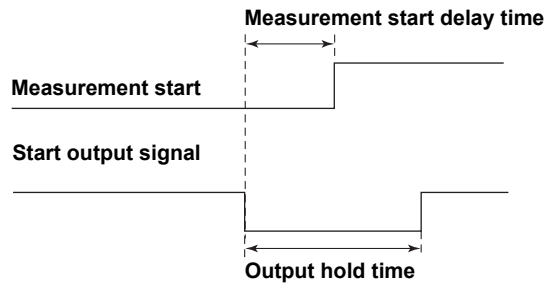 Measurement start delay time
Measurement start
Start output signal
Output hold time